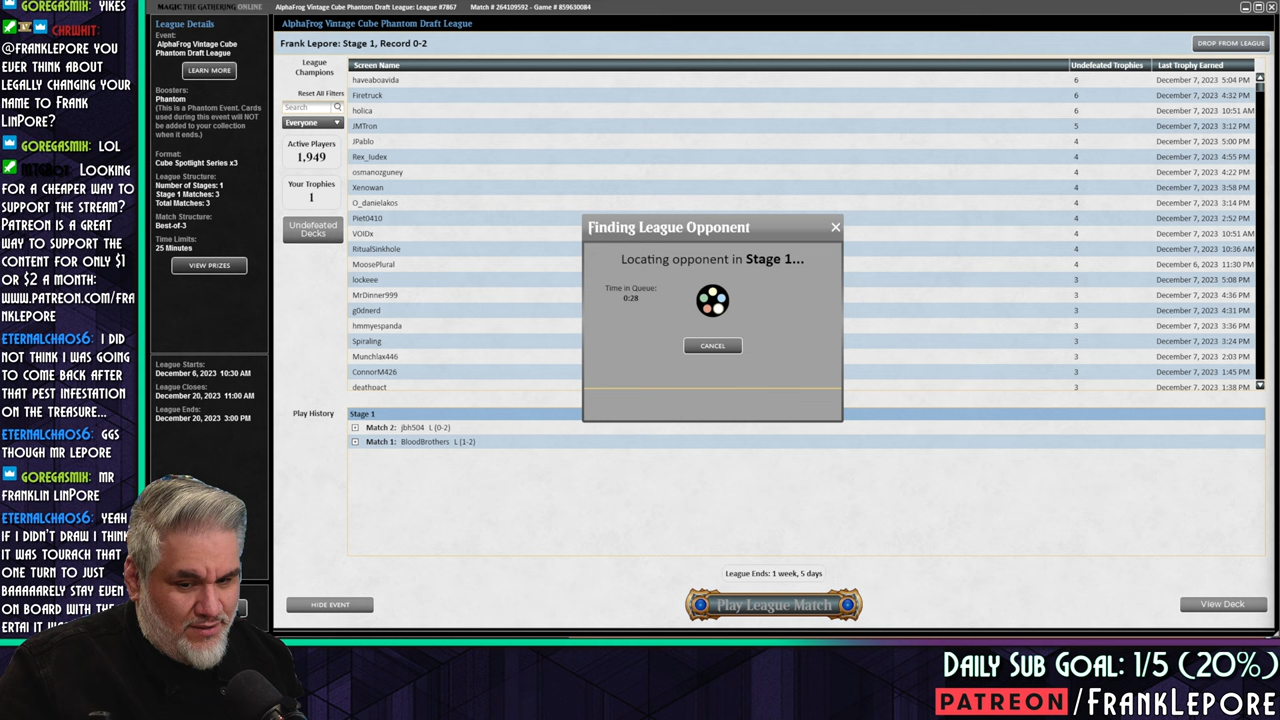 GOREGASMIX: YIKES
CHRWHIT:
@FRANKLEPORE YOU
EVER THINK ABOUT
LEGALLY CHANGING YOUR
NAME TO FRANK
LINPORE?
GOREGASMIX: LOL
LOOKING
FOR A CHEAPER WAY TO
SUPPORT THE STREAM?
PATREON IS A GREAT
WAY TO SUPPORT THE
CONTENT FOR ONLY $1
OR $2 A MONTH:
WWW.PATREON.COM/FRA
NKLEPORE
ETERNALCHAOS6: I DID
NOT THINK I WAS GOING
TO COME BACK AFTER
THAT PEST INFESTATION
ON THE TREASURE...
ETERNALCHAOS6: GGS
THOUGH MR LEPORE
GOREGASMIX: MR
FRANKLIN LINPORE
ETERNALCHAOS6: YEAH
IF I DIDN'T DRAW I THINK
IT WAS TOURACH THAT
ONE TURN TO JUST
BAAAARELY STAY EVEN
ON BOARD WITH THE
ERTAI IT WAS
MAGIC THE GATHERING ONLINE
AlphaFrog Vintage Cube Phantom Draft League: League #7867
Match # 264109592 - Game # 859630084
League Details
Event:
AlphaFrog Vintage Cube
Phantom Draft League
LEARN MORE
Boosters:
Phantom
(This is a Phantom Event. Cards
used during this event will NOT
be added to your collection
when it ends.)
Format:
Cube Spotlight Series x3
League Structure:
Number of Stages: 1
Stage 1 Matches: 3
Total Matches: 3
Match Structure:
Best-of-3
Time Limits:
25 Minutes
VIEW PRIZES
League Starts:
December 6, 2023 10:30 AM
League Closes:
December 20, 2023 11:00 AM
League Ends:
December 20, 2023 3:00 PM
AlphaFrog Vintage Cube Phantom Draft League
Frank Lepore: Stage 1, Record 0-2
DROP FROM LEAGUE
League
Champions
Reset All Filters
Search
Everyone
Active Players
1,949
Your Trophies
1
Undefeated
Decks
Screen Name Undefeated Trophies Last Trophy Earned
haveaboavida 6 December 7, 2023 5:04 PM
Firetruck 6 December 7, 2023 4:32 PM
holica 6 December 7, 2023 10:51 AM
JMTron 5 December 7, 2023 3:12 PM
JPablo 4 December 7, 2023 5:00 PM
Rex_Iudex 4 December 7, 2023 4:55 PM
osmanozguney 4 December 7, 2023 4:22 PM
Xenowan 4 December 7, 2023 3:58 PM
O_danielakos 4 December 7, 2023 3:14 PM
Piet0410 4 December 7, 2023 2:52 PM
VOIDx 4 December 7, 2023 10:51 AM
RitualSinkhole 4 December 7, 2023 10:36 AM
MoosePlural 4 December 6, 2023 11:30 PM
lockeee 3 December 7, 2023 5:08 PM
MrDinner999 3 December 7, 2023 4:36 PM
g0dnerd 3 December 7, 2023 4:31 PM
hmmyespanda 3 December 7, 2023 3:36 PM
Spiraling 3 December 7, 2023 3:24 PM
Munchlax446 3 December 7, 2023 2:03 PM
ConnorM426 3 December 7, 2023 1:45 PM
deathpact 3 December 7, 2023 1:38 PM
Finding League Opponent
Locating opponent in Stage 1...
Time in Queue:
0:28
CANCEL
Play History
Stage 1
Match 2: jbh504 L (0-2)
Match 1: BloodBrothers L (1-2)
League Ends: 1 week, 5 days
HIDE EVENT
Play League Match
View Deck
DAILY SUB GOAL: 1/5 (20%)
PATREON/FRANKLEPORE